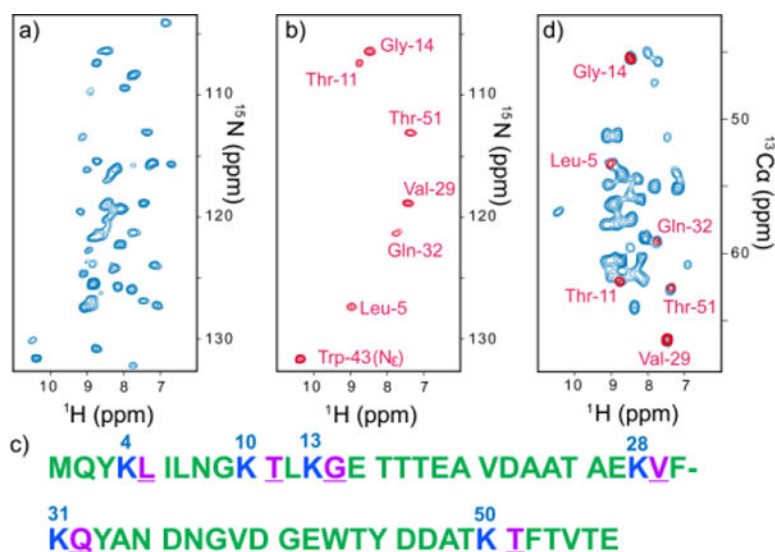 a)
110
120
130
¹⁵N (ppm)
10 9 8 7
¹H (ppm)
b)
Gly-14
Thr-11
Thr-51
Val-29
Gln-32
Leu-5
Trp-43(Nε)
110
120
130
¹⁵N (ppm)
10 9 8 7
¹H (ppm)
d)
Gly-14
Leu-5
Gln-32
Thr-11
Thr-51
Val-29
50
60
¹³Cα (ppm)
10 9 8 7
¹H (ppm)
c)
4 10 13 28
MQYKL ILNGK TLKGE TTTEA VDAAT AEKVF-
31 50
KQYAN DNGVD GEWTY DDATK TFTVTE